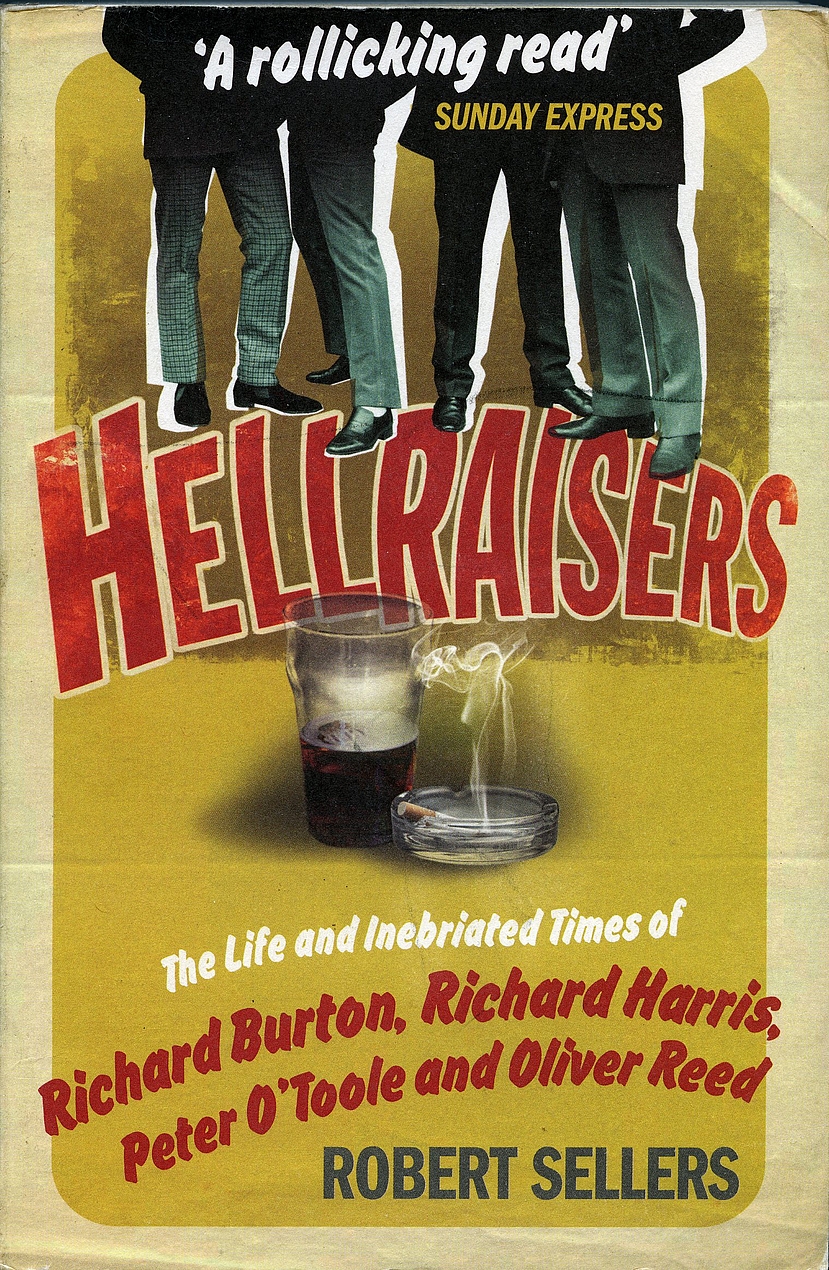 ‘A rollicking read’
SUNDAY EXPRESS
HELLRAISERS
The Life and Inebriated Times of
Richard Burton, Richard Harris,
Peter O’Toole and Oliver Reed
ROBERT SELLERS